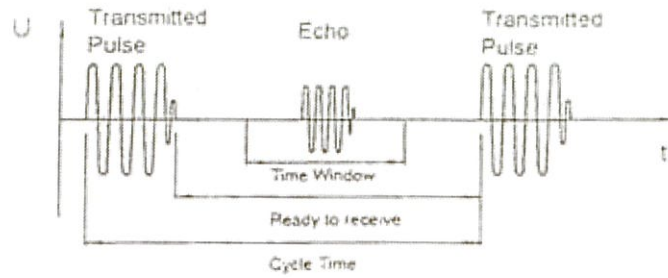 Transmitted
Pulse
Echo
Transmitted
Pulse
U
t
Time Window
Ready to receive
Cycle Time